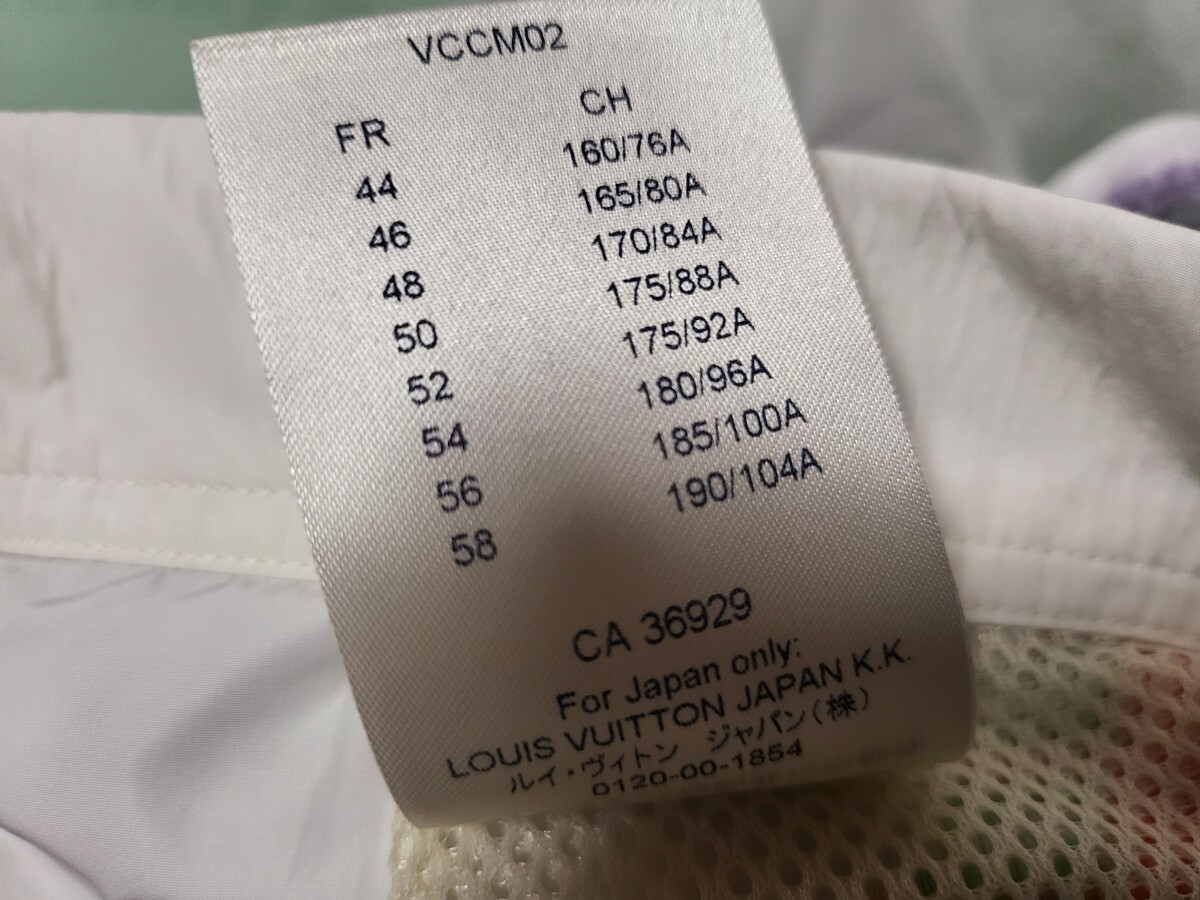 VCCM02
FR CH
44 160/76A
46 165/80A
48 170/84A
50 175/88A
52 175/92A
54 180/96A
56 185/100A
58 190/104A
CA 36929
For Japan only:
LOUIS VUITTON JAPAN K.K.
ルイ・ヴィトン ジャパン(株)
0120-00-1854